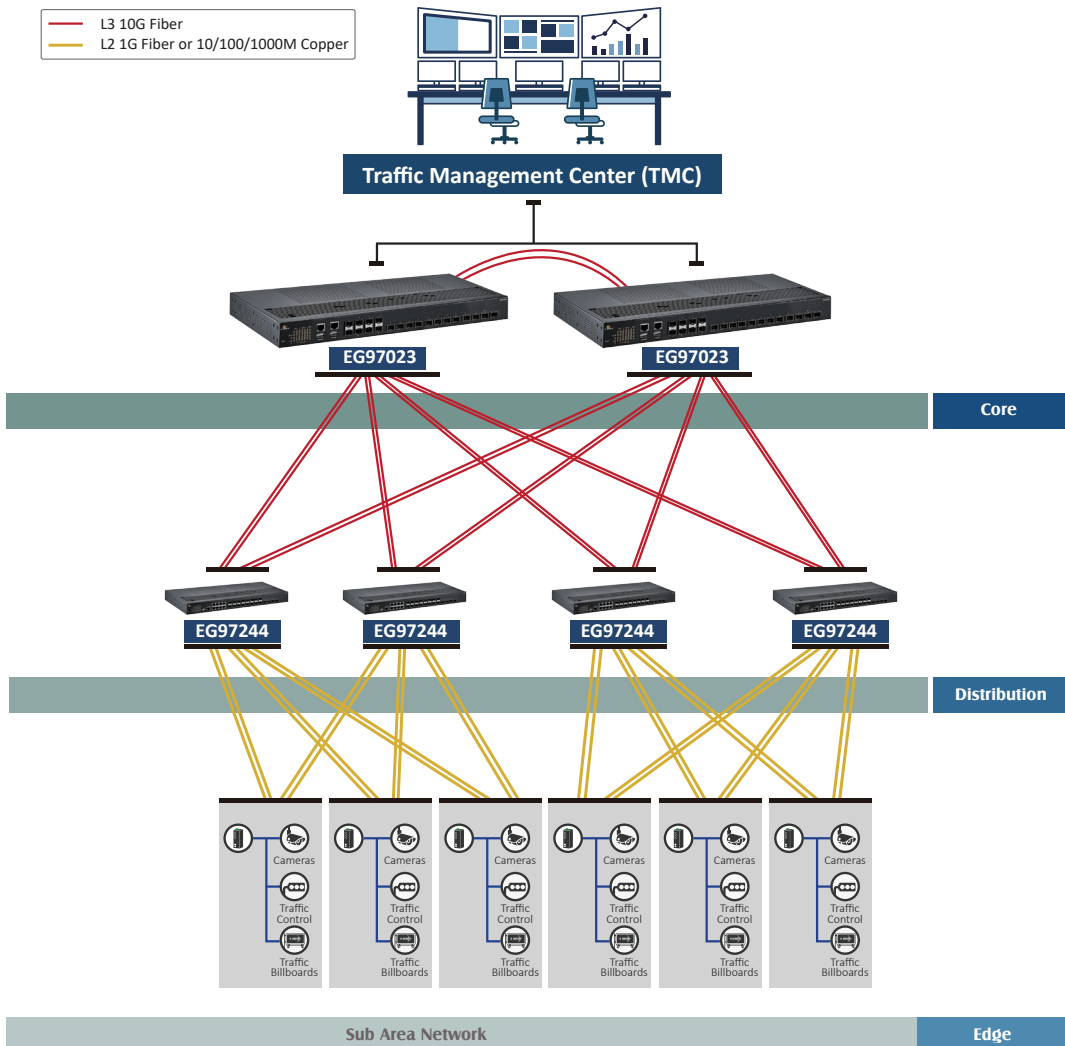 L3 10G Fiber
L2 1G Fiber or 10/100/1000M Copper
Traffic Management Center (TMC)
EG97023
EG97023
Core
EG97244
EG97244
EG97244
EG97244
Distribution
Cameras
Traffic
Control
Traffic
Billboards
Cameras
Traffic
Control
Traffic
Billboards
Cameras
Traffic
Control
Traffic
Billboards
Cameras
Traffic
Control
Traffic
Billboards
Cameras
Traffic
Control
Traffic
Billboards
Cameras
Traffic
Control
Traffic
Billboards
Sub Area Network
Edge